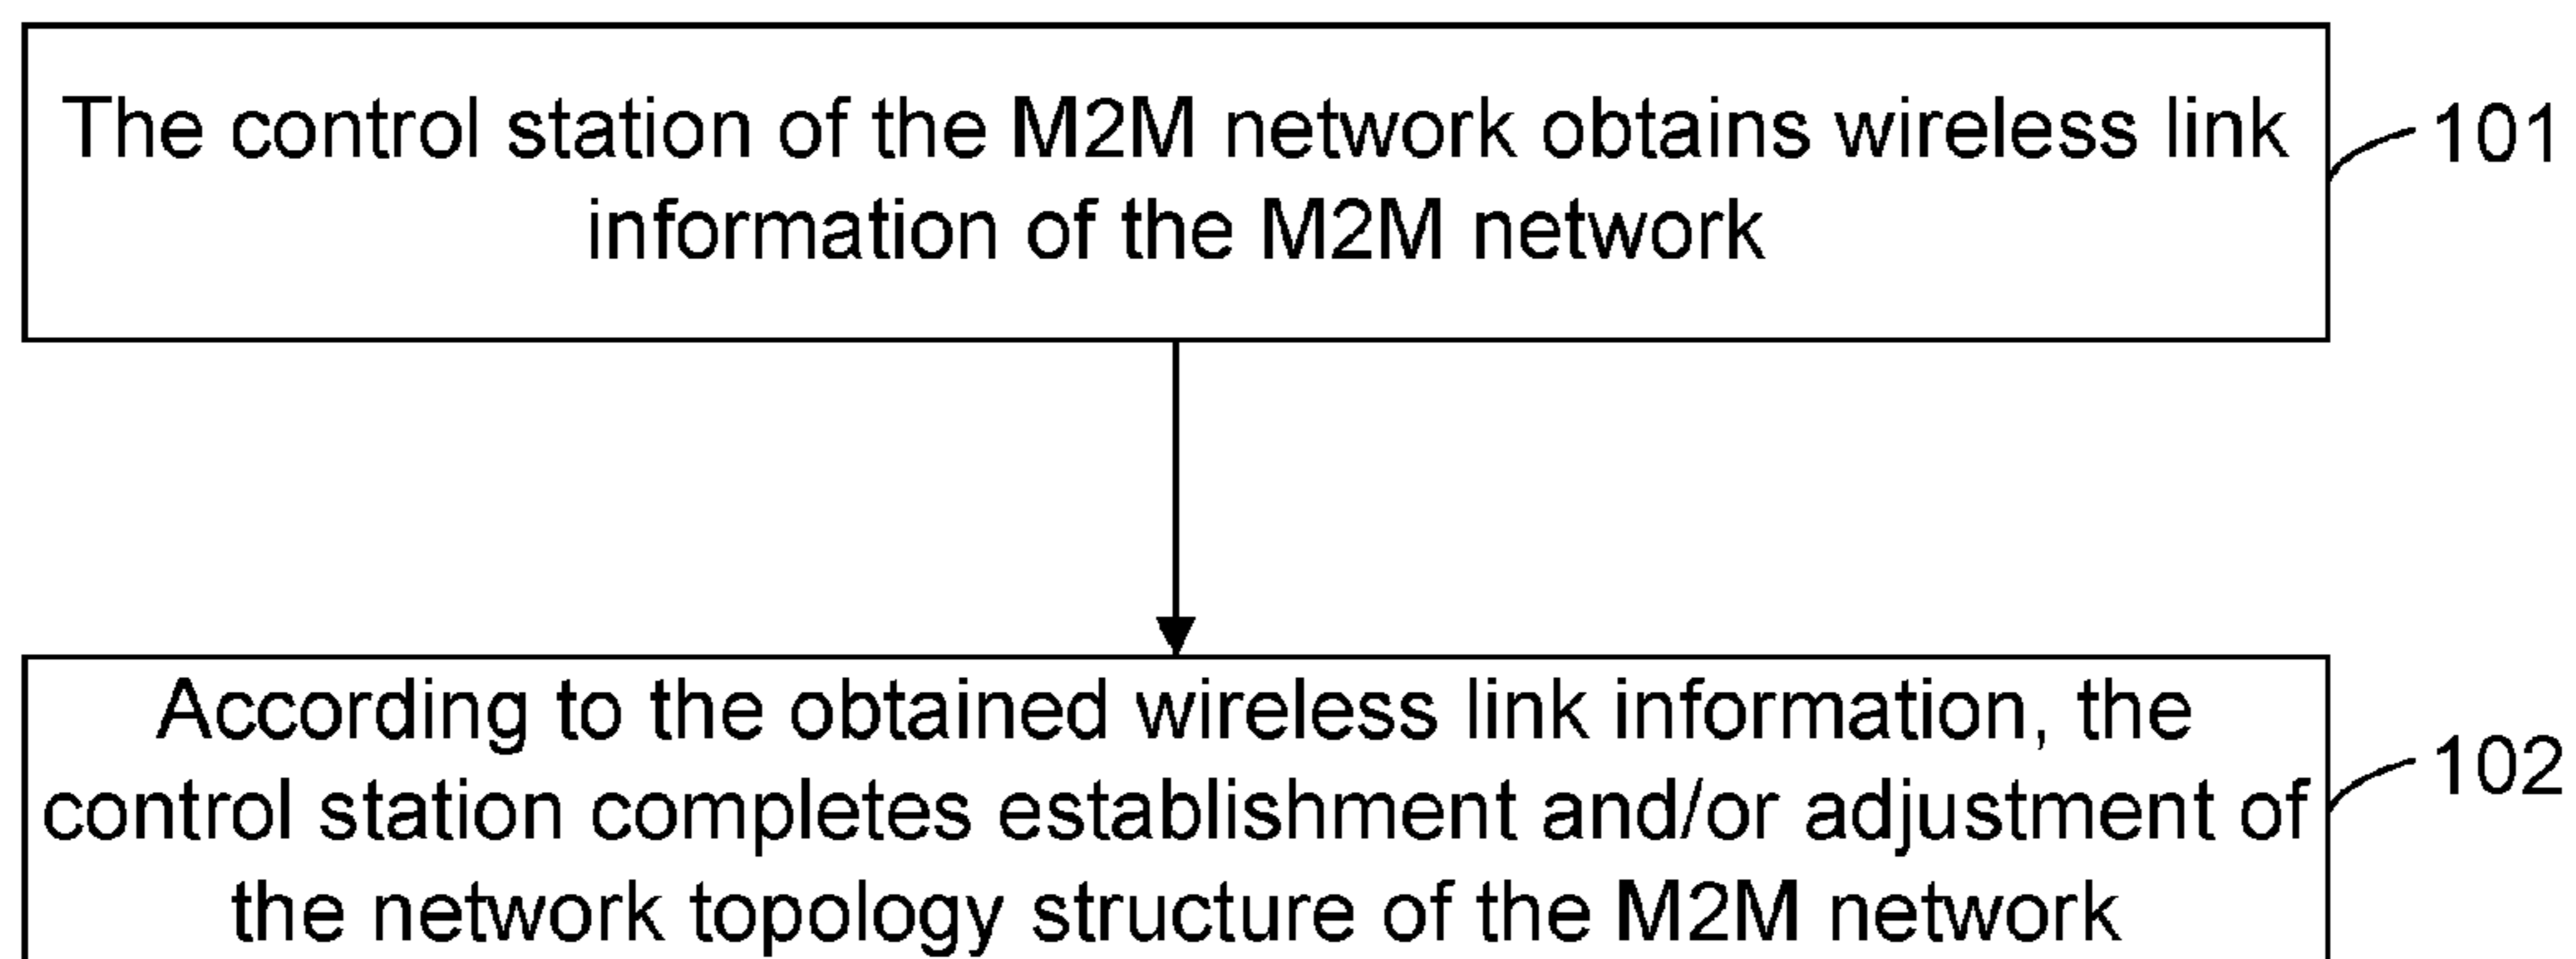 The control station of the M2M network obtains wireless link
information of the M2M network
101
According to the obtained wireless link information, the
control station completes establishment and/or adjustment of
the network topology structure of the M2M network
102